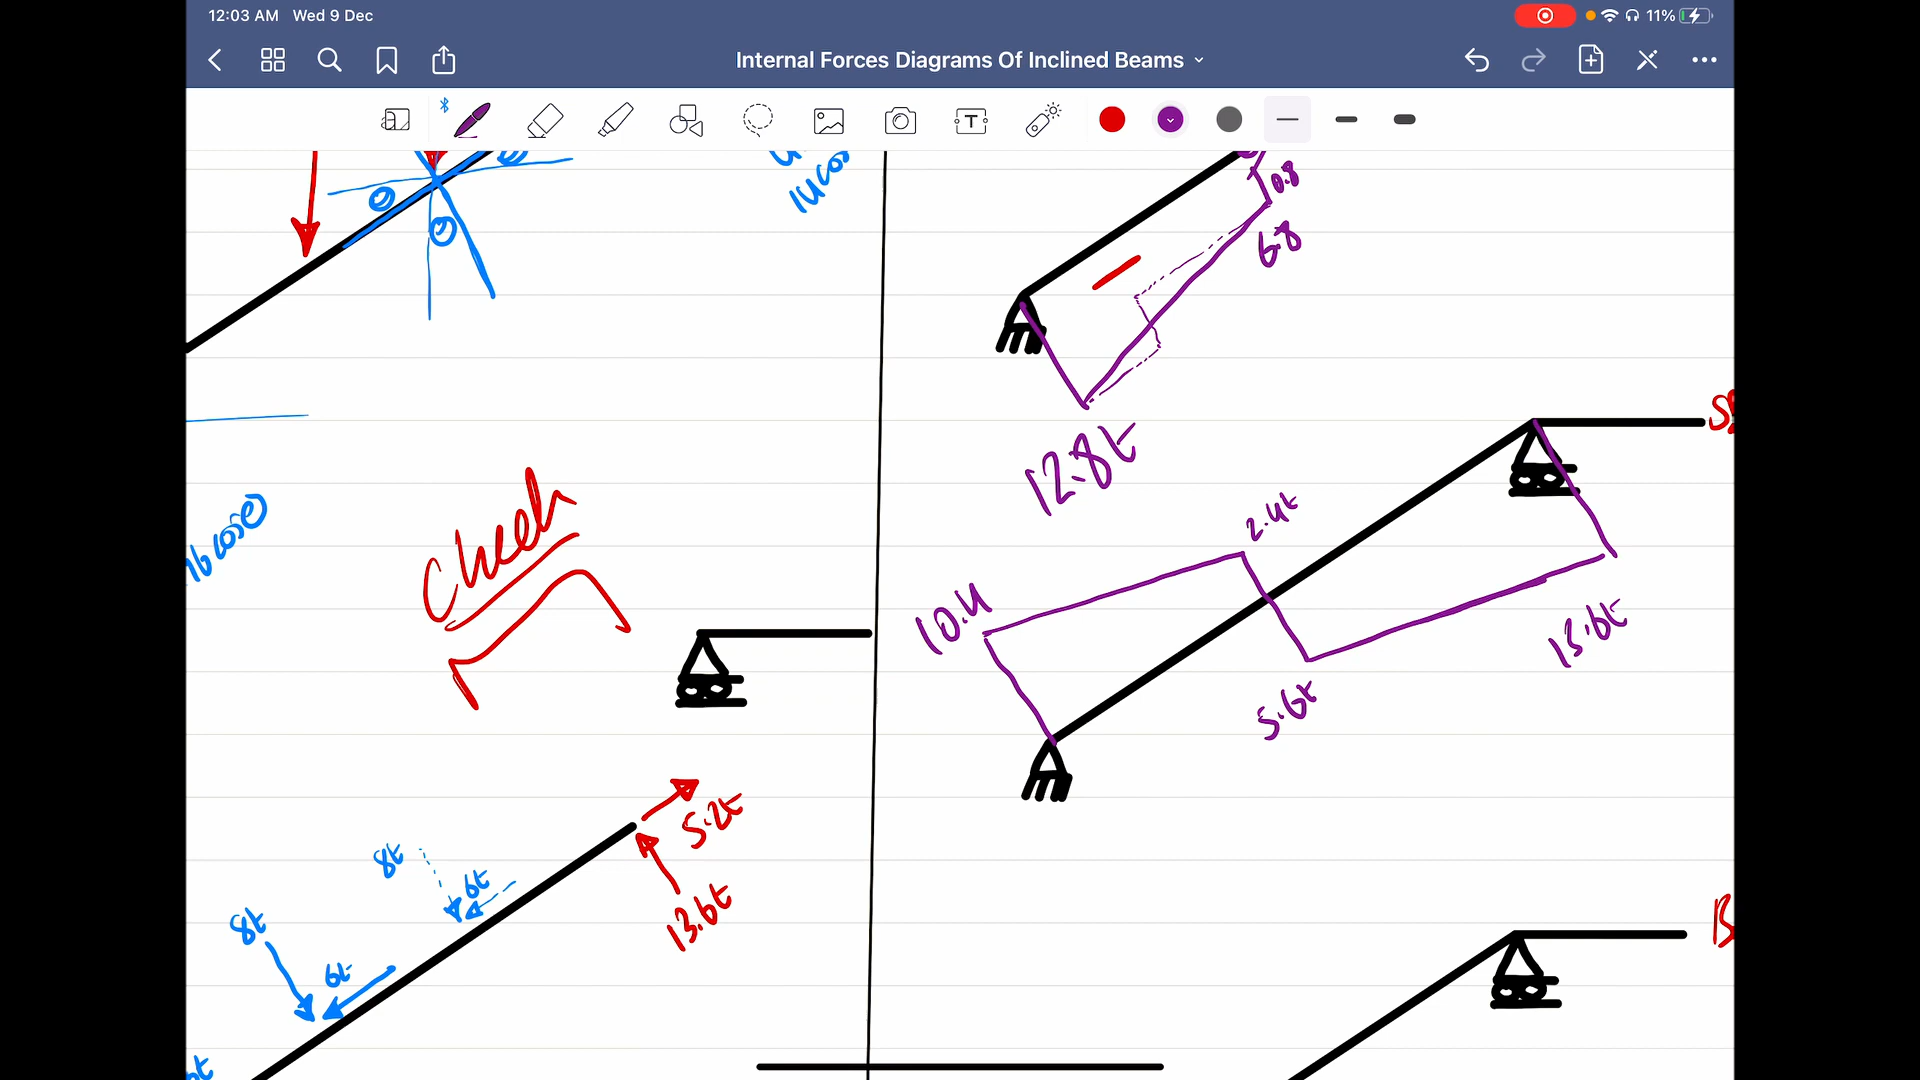 12:03 AM Wed 9 Dec
11%
Internal Forces Diagrams Of Inclined Beams
T
0.8
6.8
12.8t
16cosθ
Check
10.4
2.4t
5.6t
13.6t
5.2t
13.6t
8t
6t
8t
6t